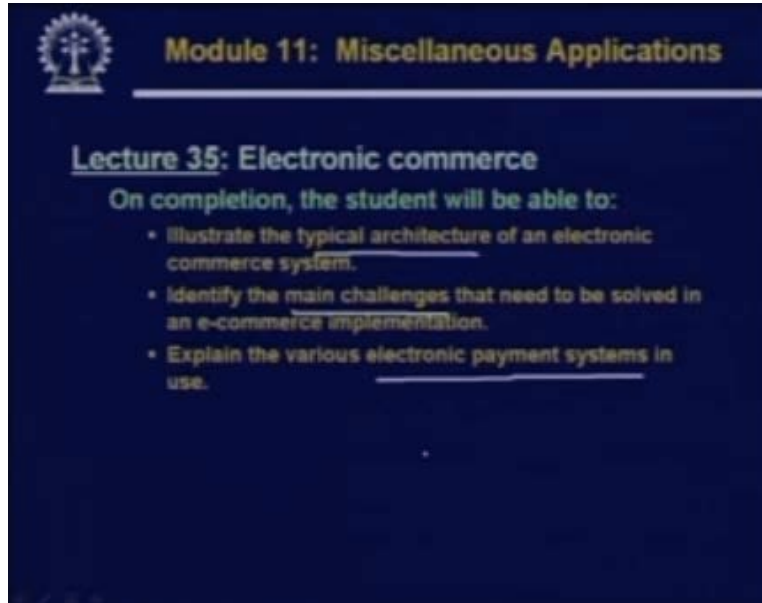 Module 11: Miscellaneous Applications
Lecture 35: Electronic commerce
On completion, the student will be able to:
• Illustrate the typical architecture of an electronic
commerce system.
• Identify the main challenges that need to be solved in
an e-commerce implementation.
• Explain the various electronic payment systems in
use.